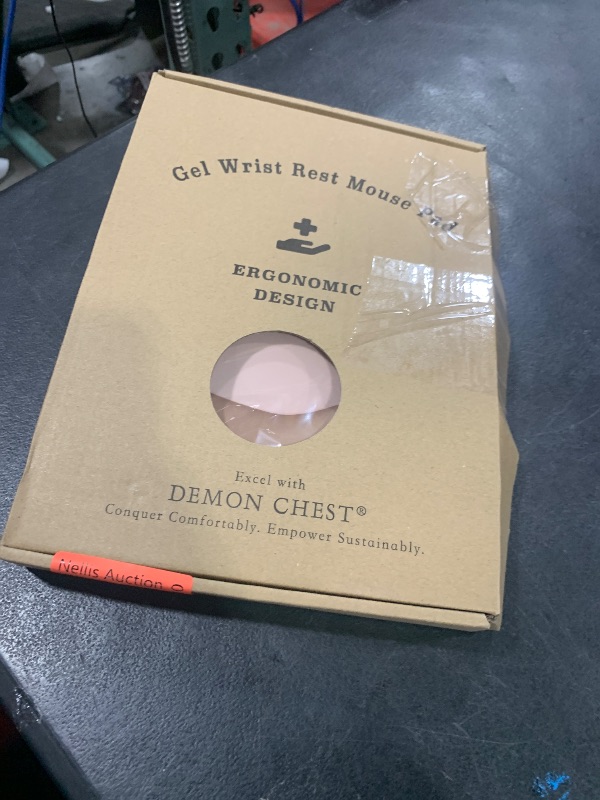 Gel Wrist Rest Mouse Pad
ERGONOMIC
DESIGN
Excel with
DEMON CHEST®
Conquer Comfortably. Empower Sustainably.
Nellis Auction